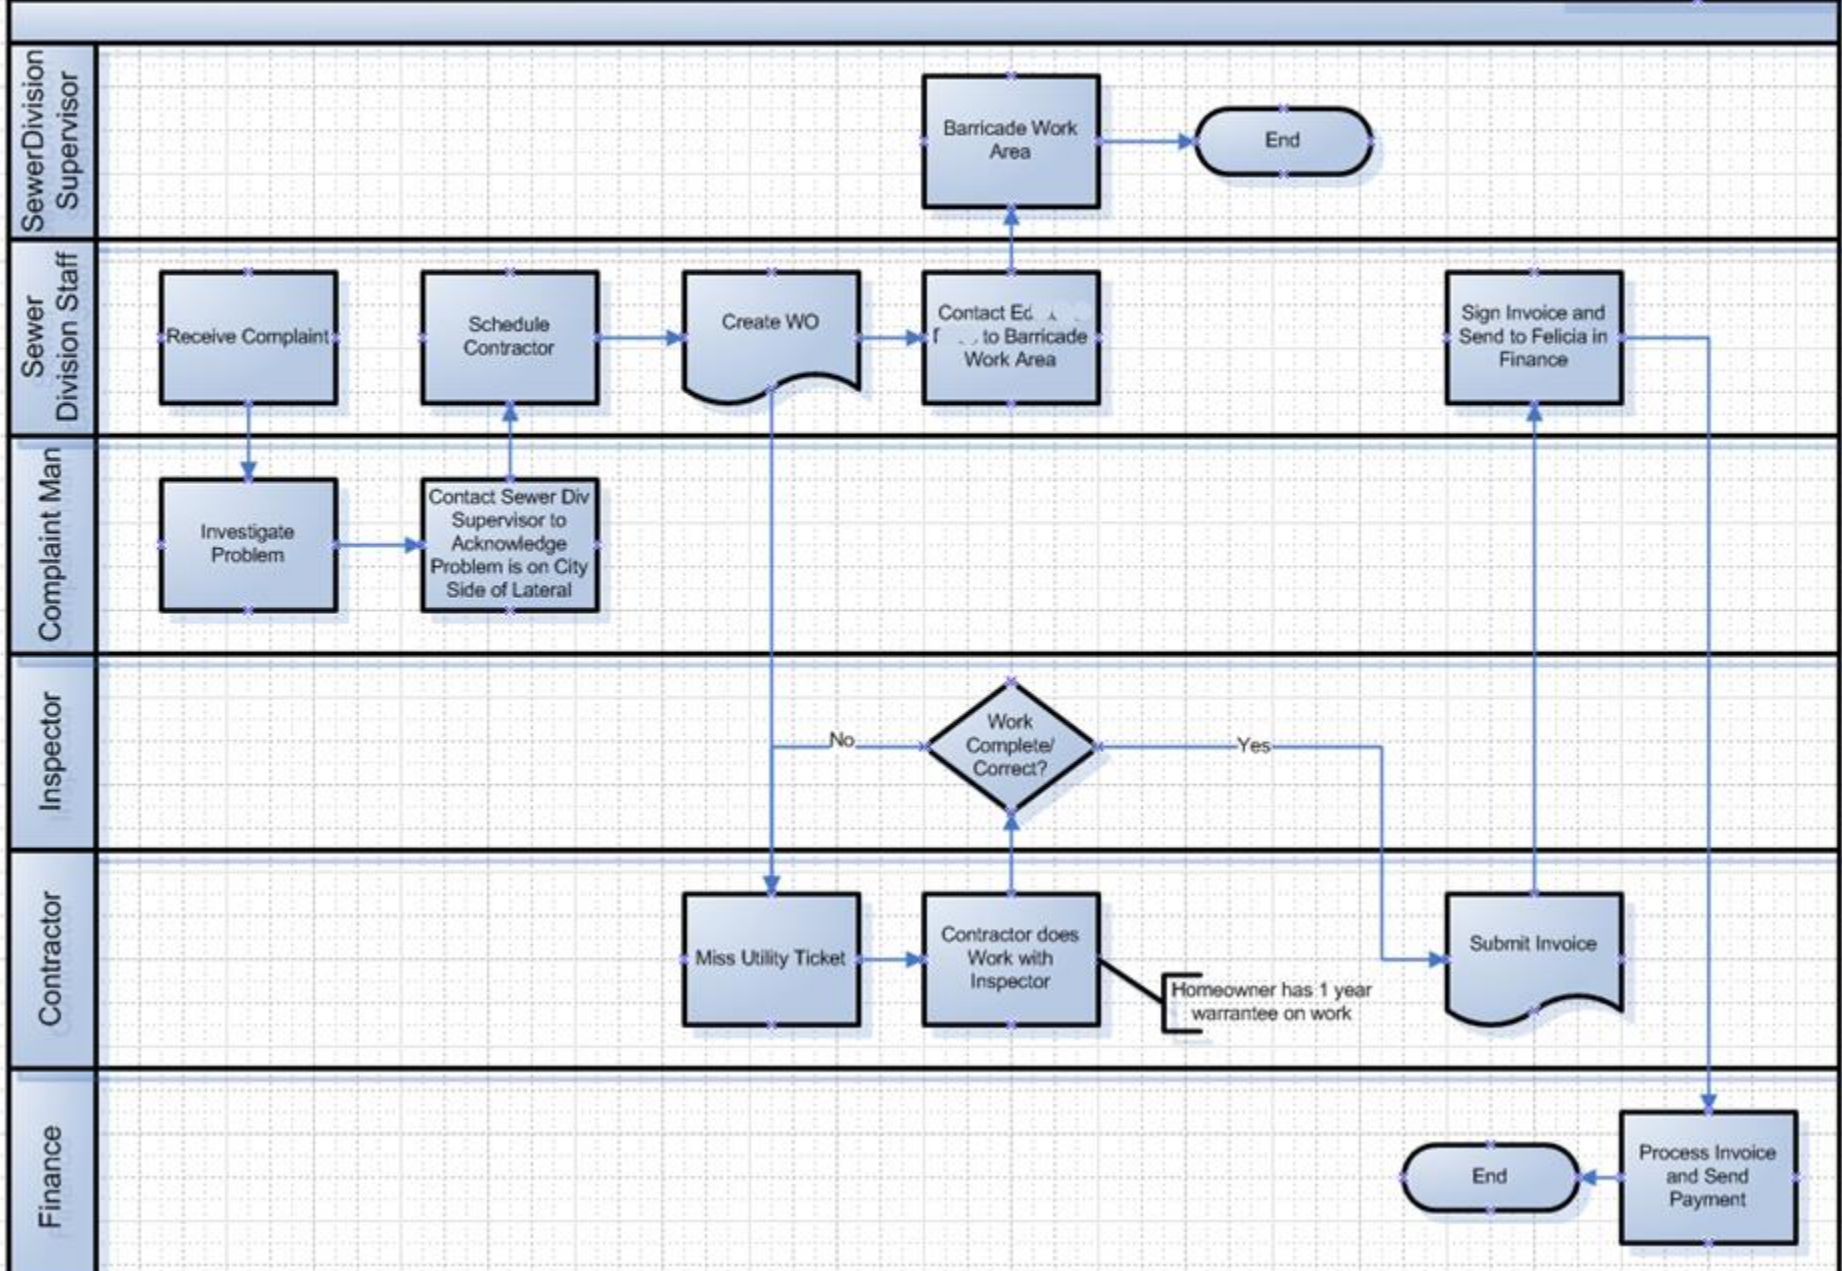 SewerDivision
Supervisor
Barricade Work
Area
End
Sewer
Division Staff
Receive Complaint
Schedule
Contractor
Create WO
Contact
to Barricade
Work Area
Sign Invoice and
Send to Felicia in
Finance
Complaint Man
Investigate
Problem
Contact Sewer Div
Supervisor to
Acknowledge
Problem is on City
Side of Lateral
Inspector
No
Work
Complete/
Correct?
Yes
Contractor
Miss Utility Ticket
Contractor does
Work with
Inspector
Homeowner has 1 year
warrantee on work
Submit Invoice
Finance
End
Process Invoice
and Send
Payment